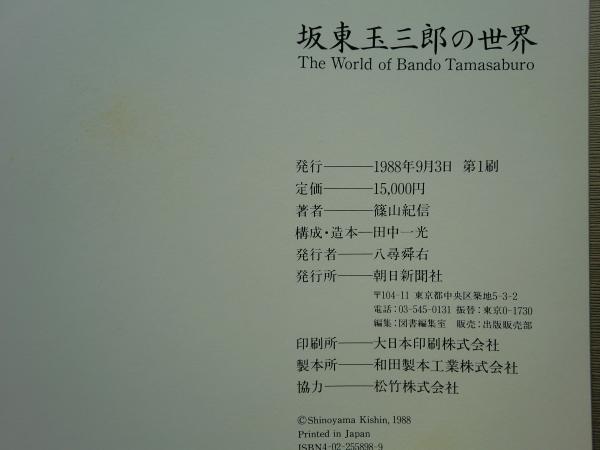 坂東玉三郎の世界
The World of Bando Tamasaburo
発行———1988年9月3日 第1刷
定価———15,000円
著者———篠山紀信
構成・造本—田中一光
発行者——八尋舜右
発行所——朝日新聞社
〒104-11 東京都中央区築地5-3-2
電話：03-545-0131 振替：東京0-1730
編集：図書編集室 販売：出版販売部
印刷所——大日本印刷株式会社
製本所——和田製本工業株式会社
協力———松竹株式会社
©Shinoyama Kishin, 1988
Printed in Japan
ISBN4-02-255898-9